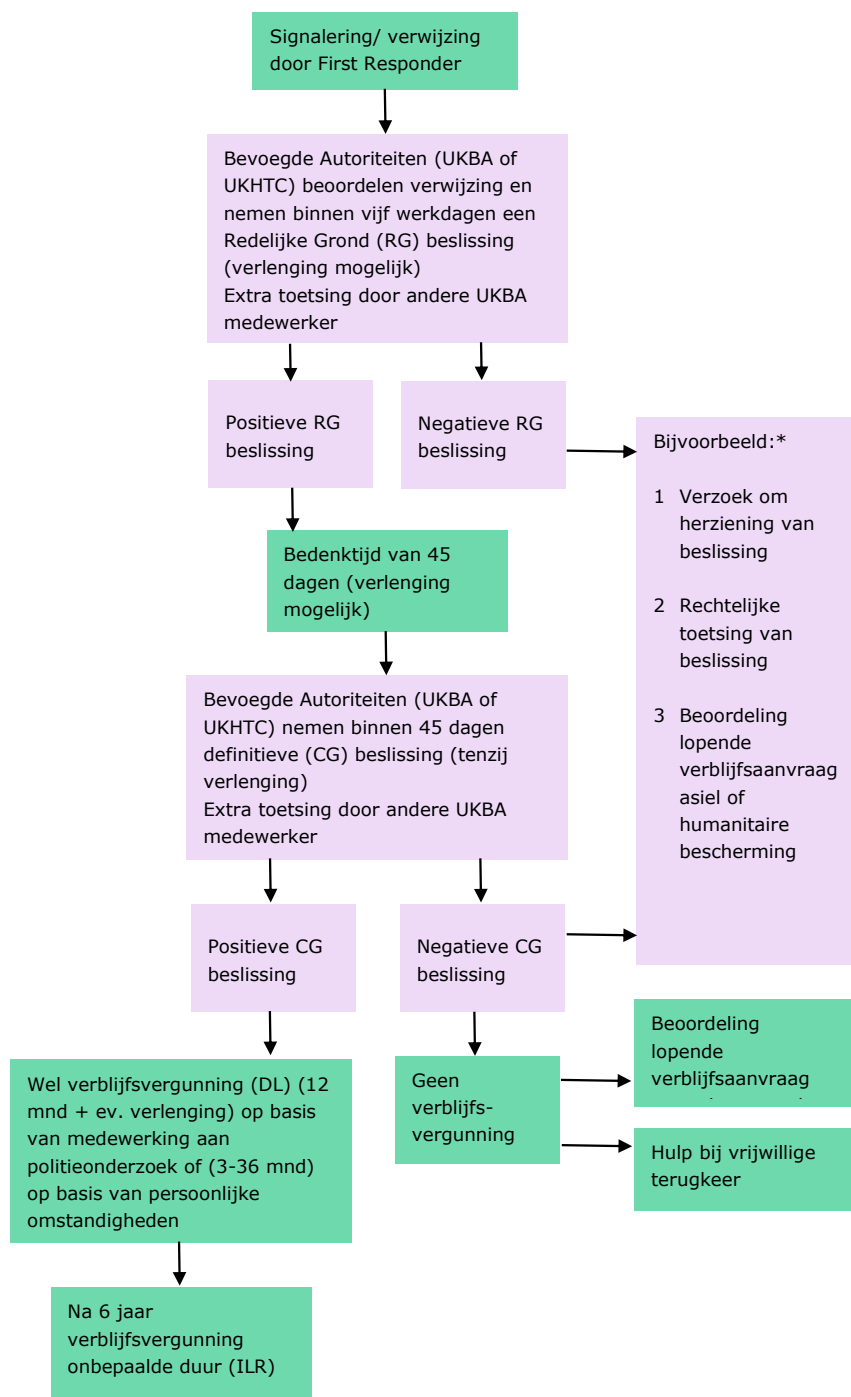 Signalering/ verwijzing
door First Responder
Bevoegde Autoriteiten (UKBA of
UKHTC) beoordelen verwijzing en
nemen binnen vijf werkdagen een
Redelijke Grond (RG) beslissing
(verlenging mogelijk)
Extra toetsing door andere UKBA
medewerker
Positieve RG
beslissing
Negatieve RG
beslissing
Bijvoorbeeld:*
1 Verzoek om
herziening van
beslissing
2 Rechtelijke
toetsing van
beslissing
3 Beoordeling
lopende
verblijfsaanvraag
asiel of
humanitaire
bescherming
Bedenktijd van 45
dagen (verlenging
mogelijk)
Bevoegde Autoriteiten (UKBA of
UKHTC) nemen binnen 45 dagen
definitieve (CG) beslissing (tenzij
verlenging)
Extra toetsing door andere UKBA
medewerker
Positieve CG
beslissing
Negatieve CG
beslissing
Wel verblijfsvergunning (DL) (12
mnd + ev. verlenging) op basis
van medewerking aan
politieonderzoek of (3-36 mnd)
op basis van persoonlijke
omstandigheden
Geen
verblijfs-
vergunning
Beoordeling
lopende
verblijfsaanvraag
Hulp bij vrijwillige
terugkeer
Na 6 jaar
verblijfsvergunning
onbepaalde duur (ILR)